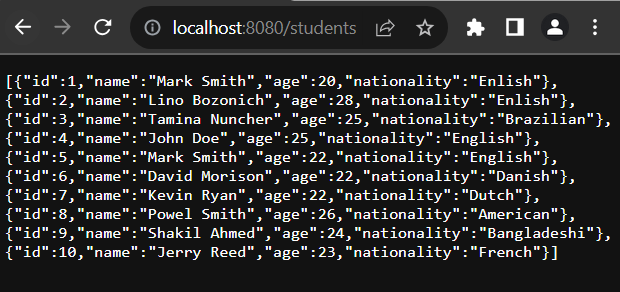 localhost:8080/students
[{"id":1,"name":"Mark Smith","age":20,"nationality":"Enlish"},
{"id":2,"name":"Lino Bozonich","age":28,"nationality":"Enlish"},
{"id":3,"name":"Tamina Nuncher","age":25,"nationality":"Brazilian"},
{"id":4,"name":"John Doe","age":25,"nationality":"English"},
{"id":5,"name":"Mark Smith","age":22,"nationality":"English"},
{"id":6,"name":"David Morison","age":22,"nationality":"Danish"},
{"id":7,"name":"Kevin Ryan","age":22,"nationality":"Dutch"},
{"id":8,"name":"Powel Smith","age":26,"nationality":"American"},
{"id":9,"name":"Shakil Ahmed","age":24,"nationality":"Bangladeshi"},
{"id":10,"name":"Jerry Reed","age":23,"nationality":"French"}]